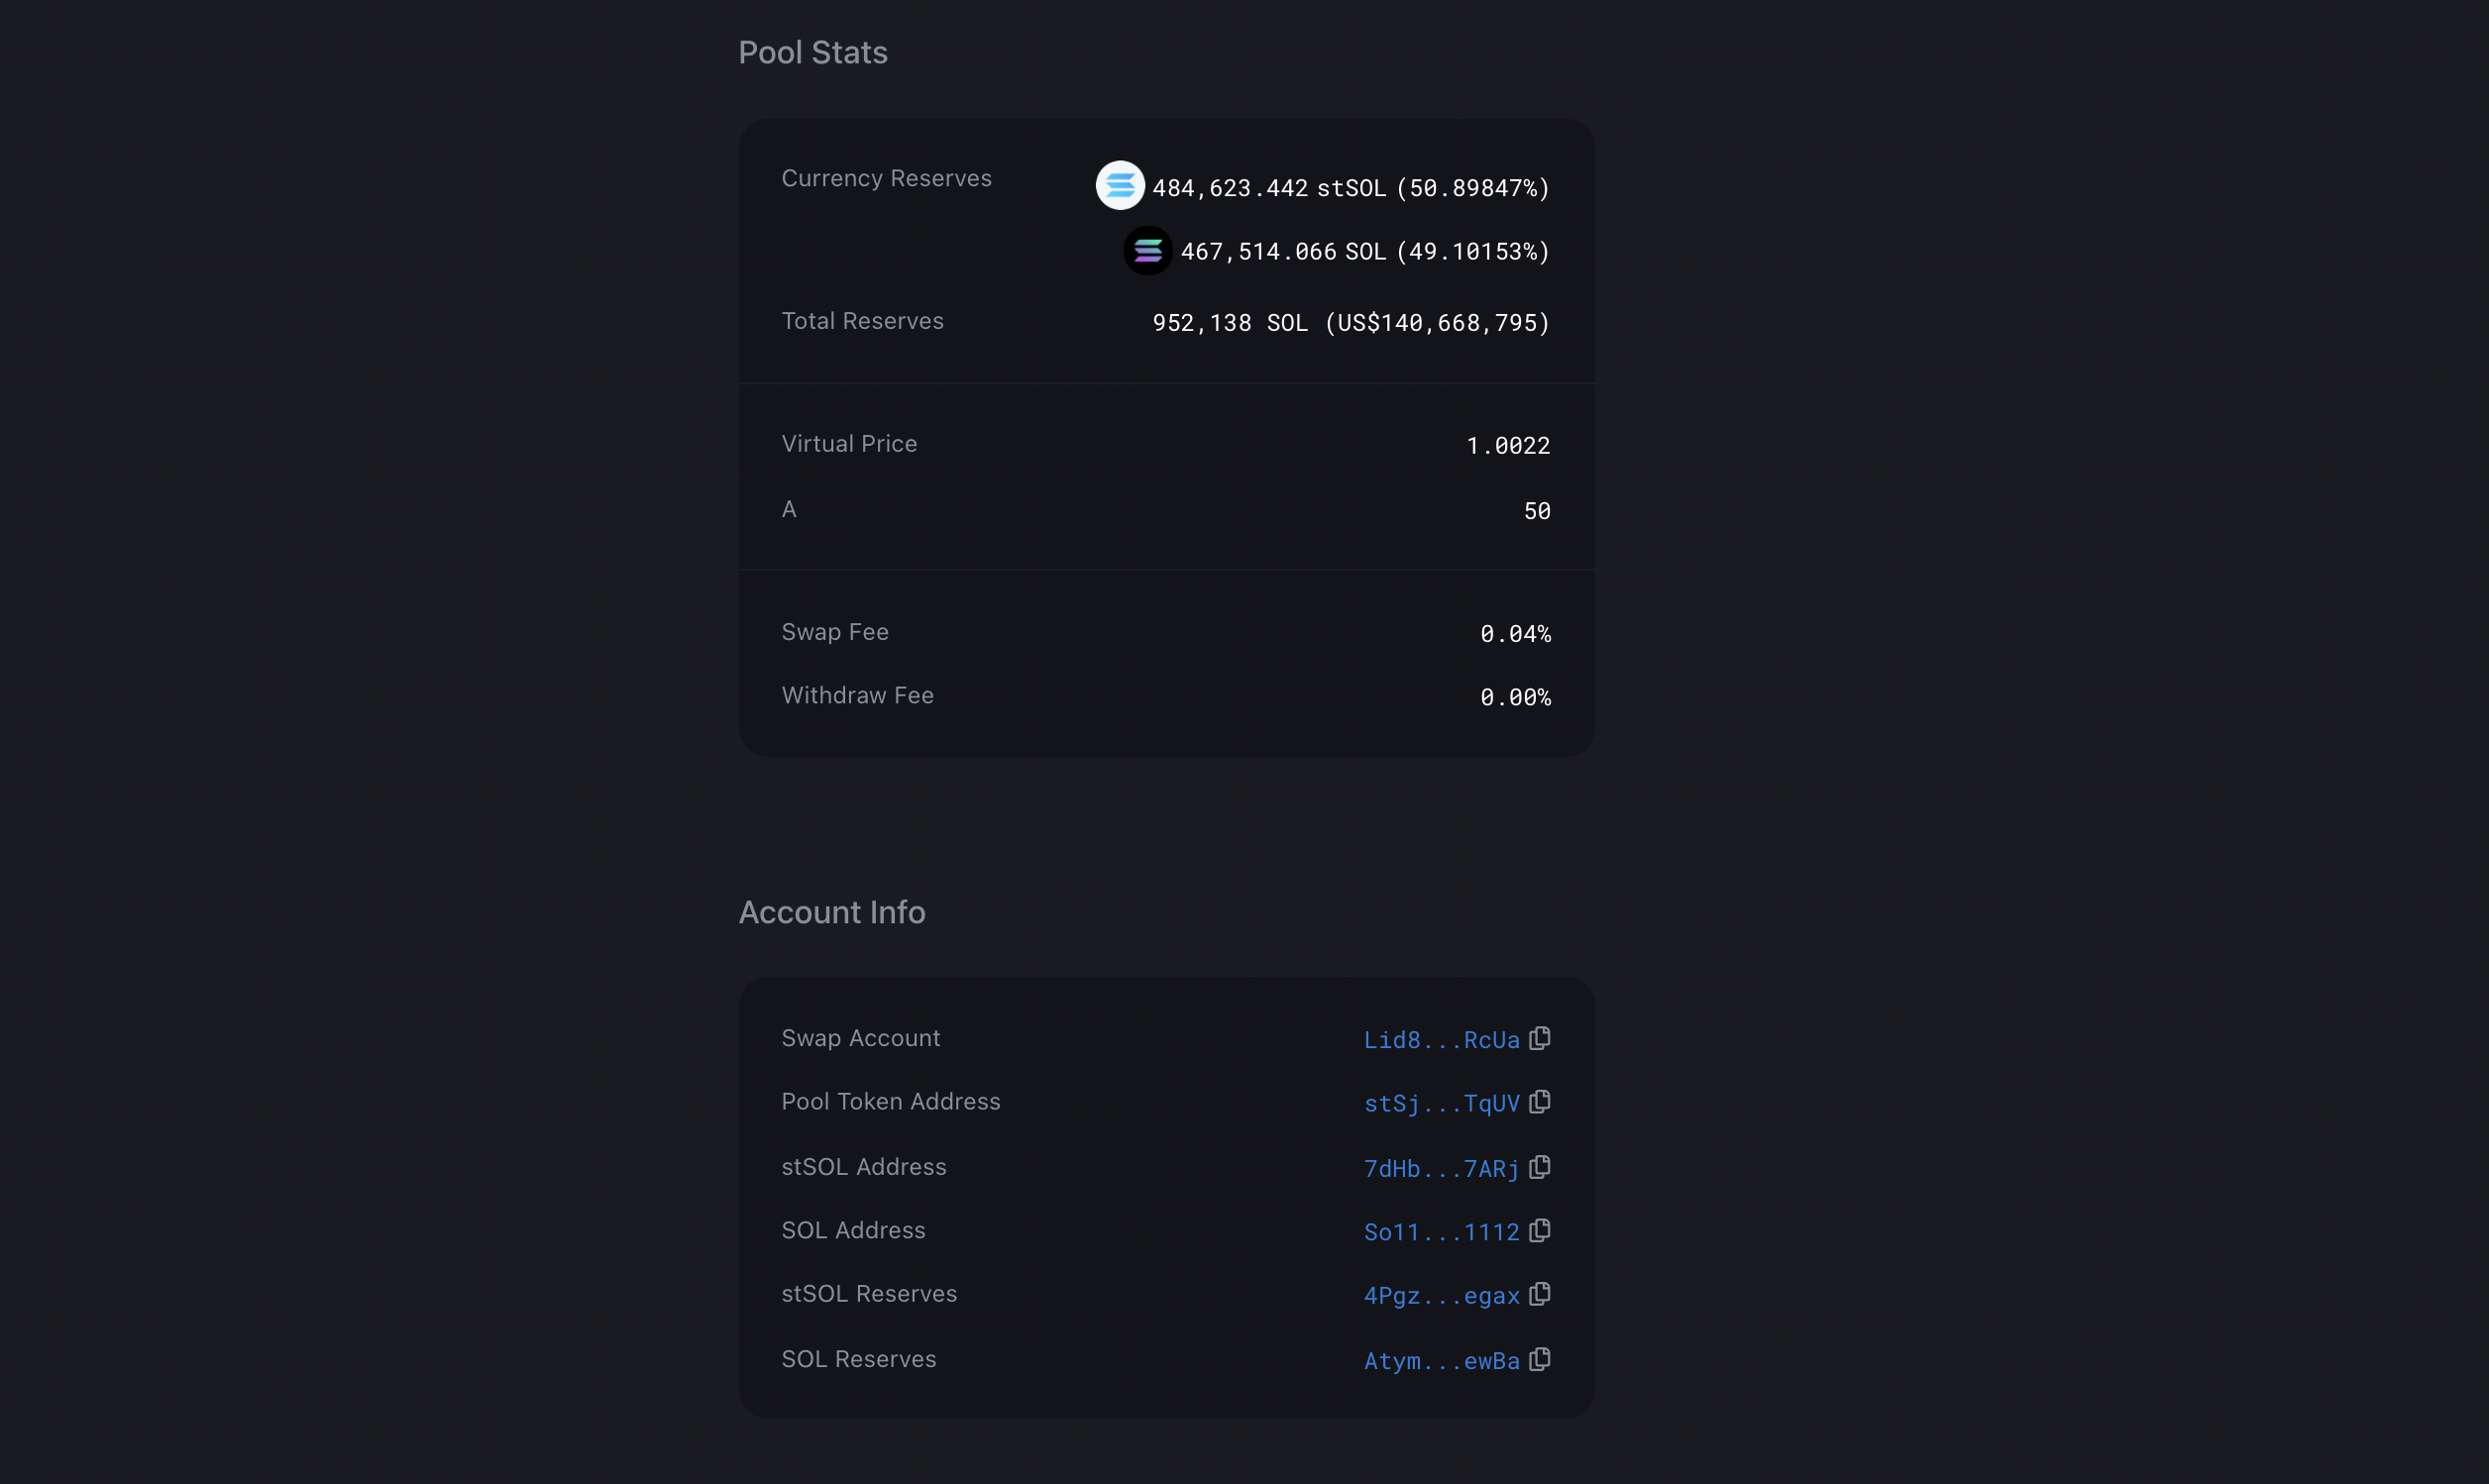 Pool Stats
Currency Reserves 484,623.442 stSOL (50.89847%)
467,514.066 SOL (49.10153%)
Total Reserves 952,138 SOL (US$140,668,795)
Virtual Price 1.0022
A 50
Swap Fee 0.04%
Withdraw Fee 0.00%
Account Info
Swap Account Lid8...RcUa
Pool Token Address stSj...TqUV
stSOL Address 7dHb...7ARj
SOL Address So11...1112
stSOL Reserves 4Pgz...egax
SOL Reserves Atym...ewBa